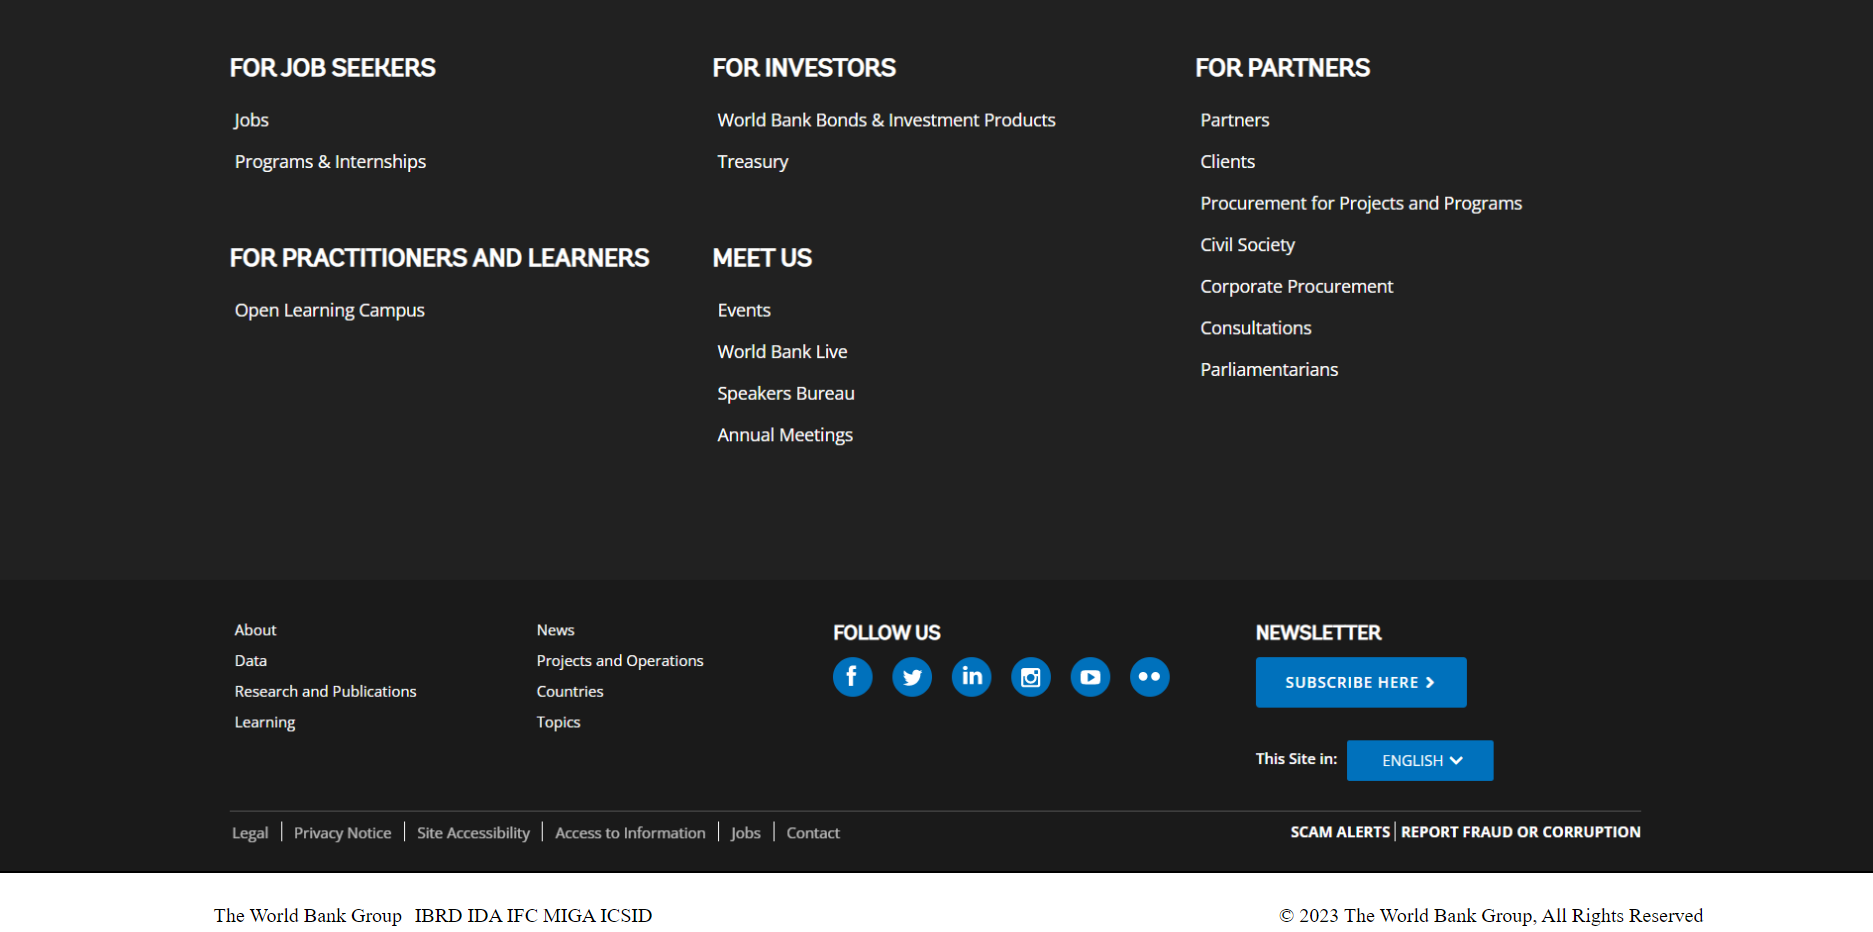 FOR JOB SEEKERS
Jobs
Programs & Internships
FOR INVESTORS
World Bank Bonds & Investment Products
Treasury
FOR PARTNERS
Partners
Clients
Procurement for Projects and Programs
Civil Society
Corporate Procurement
Consultations
Parliamentarians
FOR PRACTITIONERS AND LEARNERS
Open Learning Campus
MEET US
Events
World Bank Live
Speakers Bureau
Annual Meetings
About
Data
Research and Publications
Learning
News
Projects and Operations
Countries
Topics
FOLLOW US
NEWSLETTER
SUBSCRIBE HERE
This Site in: ENGLISH
Legal | Privacy Notice | Site Accessibility | Access to Information | Jobs | Contact
SCAM ALERTS | REPORT FRAUD OR CORRUPTION
The World Bank Group IBRD IDA IFC MIGA ICSID
© 2023 The World Bank Group, All Rights Reserved